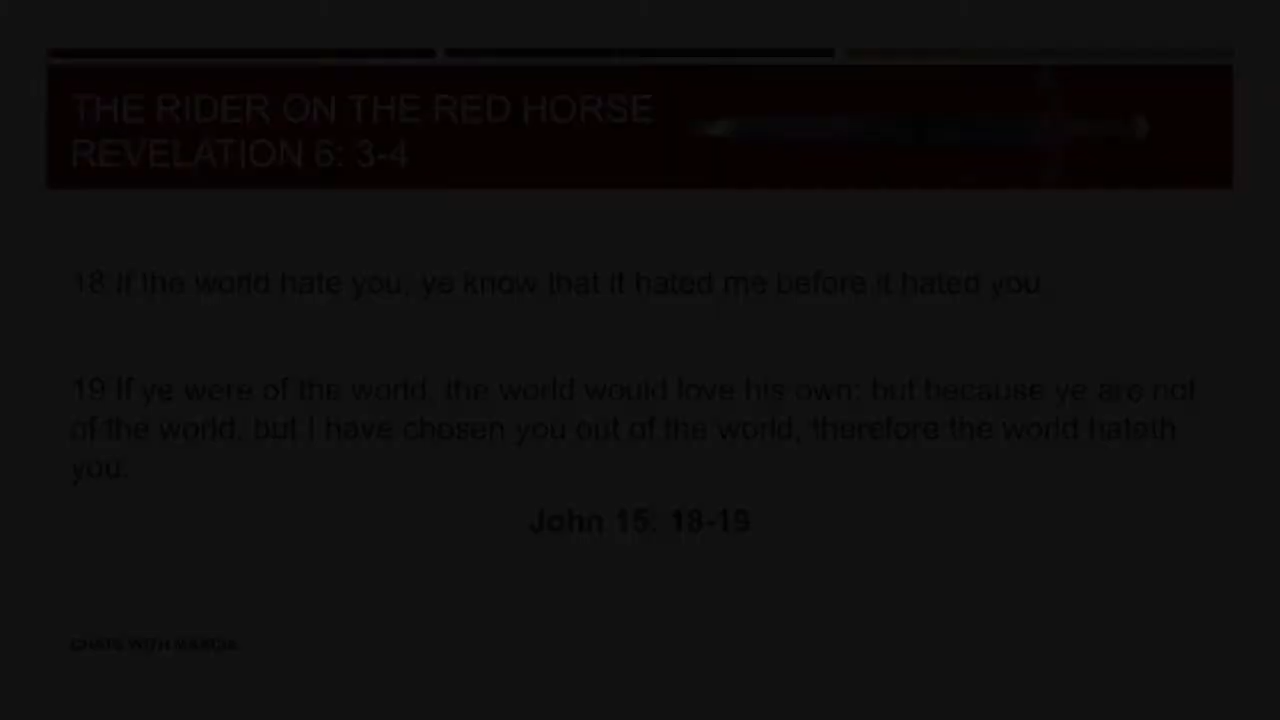 THE RIDER ON THE RED HORSE
REVELATION 6: 3-4
18 If the world hate you, ye know that it hated me before it hated you.
19 If ye were of the world, the world would love his own: but because ye are not
of the world, but I have chosen you out of the world, therefore the world hateth
you.
John 15: 18-19
CHATS WITH MARCIA